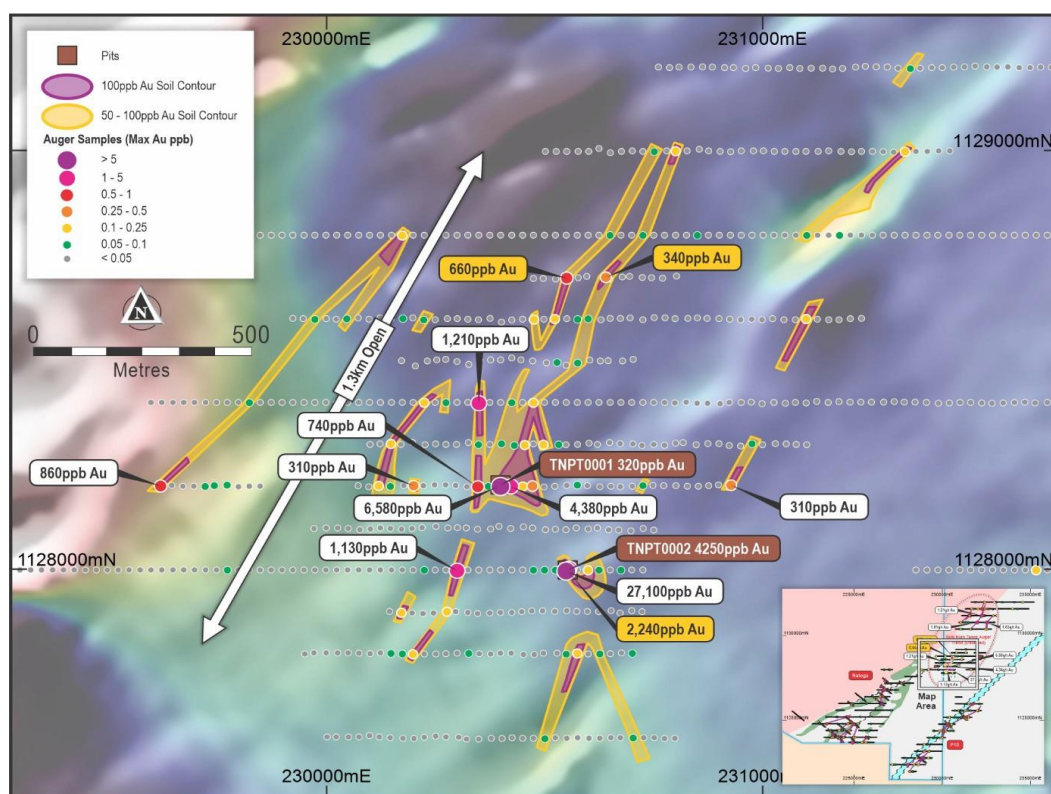 230000mE
231000mE
Pits
100ppb Au Soil Contour
50 - 100ppb Au Soil Contour
Auger Samples (Max Au ppb)
> 5
1 - 5
0.5 - 1
0.25 - 0.5
0.1 - 0.25
0.05 - 0.1
< 0.05
N
0
500
Metres
1129000mN
660ppb Au
340ppb Au
1.3km Open
1,210ppb Au
740ppb Au
860ppb Au
310ppb Au
TNPT0001 320ppb Au
6,580ppb Au
4,380ppb Au
310ppb Au
1128000mN
1,130ppb Au
TNPT0002 4250ppb Au
1128000mN
27,100ppb Au
2,240ppb Au
230000mE
231000mE
Map
Area